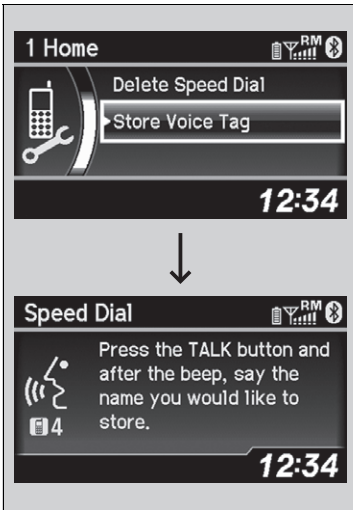 1 Home
RM
Delete Speed Dial
Store Voice Tag
12:34
Speed Dial
RM
Press the TALK button and
after the beep, say the
name you would like to
4 store.
12:34